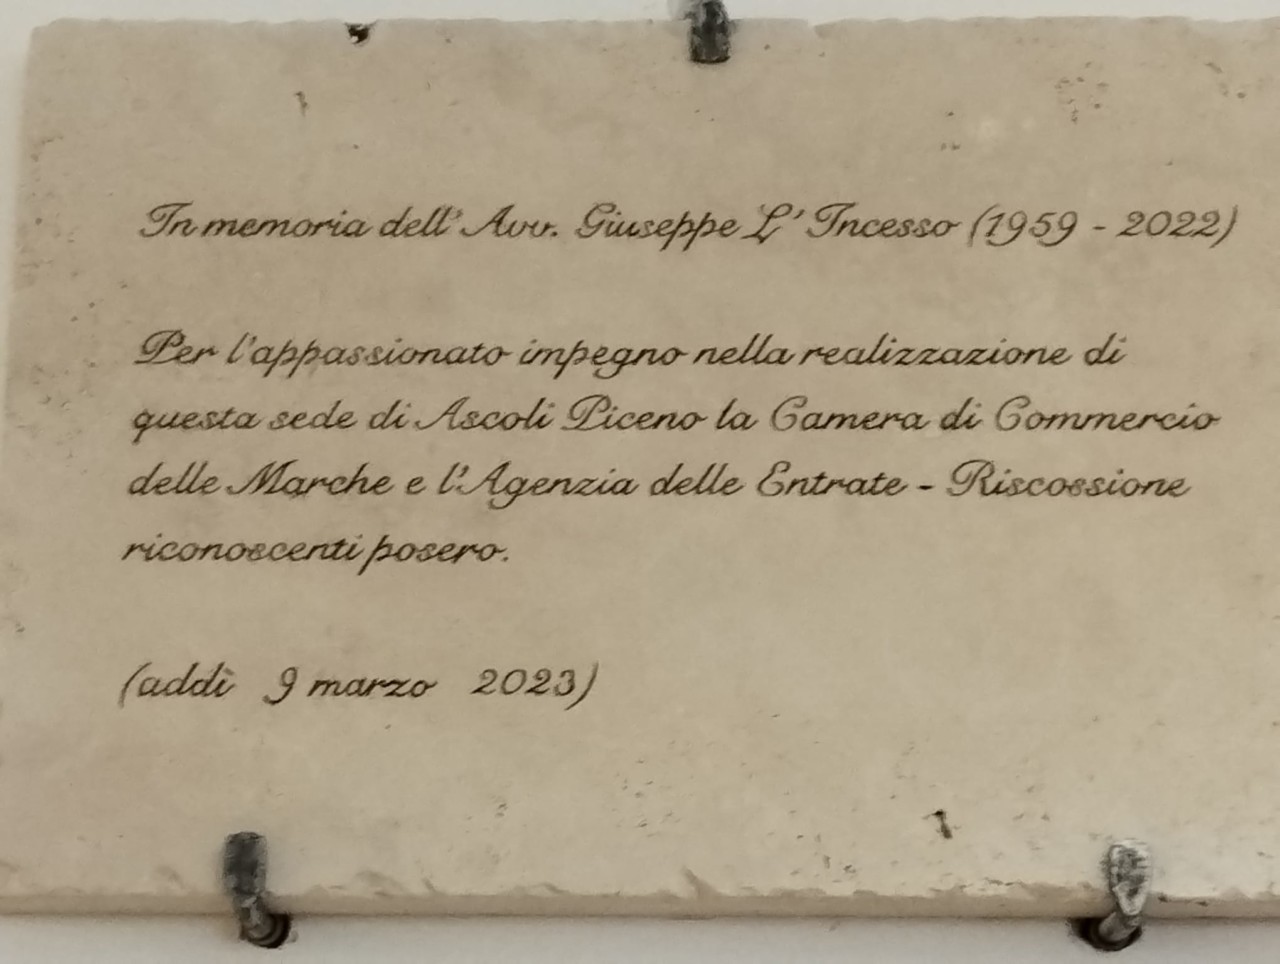 In memoria dell' Avv. Giuseppe L' Incesso (1959 - 2022)
Per l'appassionato impegno nella realizzazione di
questa sede di Ascoli Piceno la Camera di Commercio
delle Marche e l'Agenzia delle Entrate - Riscossione
riconoscenti posero.
(addì 9 marzo 2023)